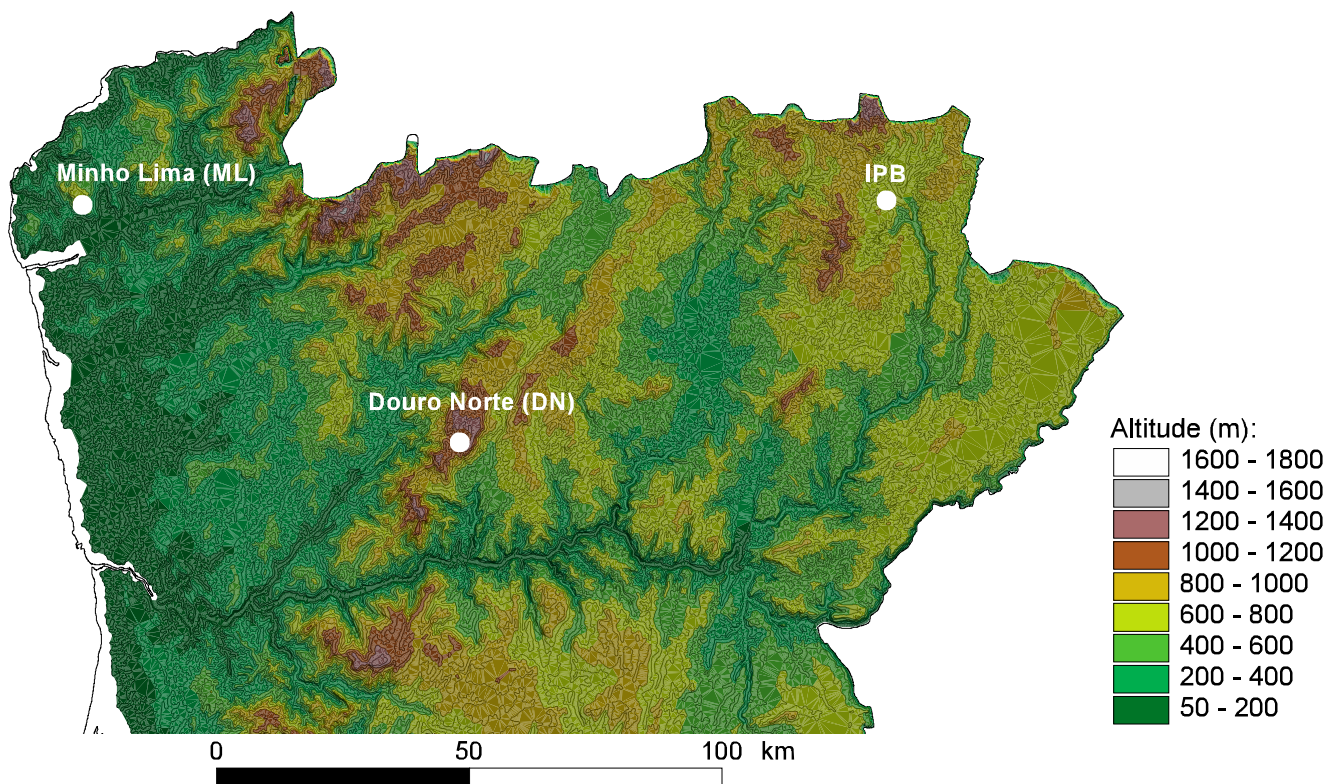 Minho Lima (ML)
IPB
Douro Norte (DN)
Altitude (m):
1600 - 1800
1400 - 1600
1200 - 1400
1000 - 1200
800 - 1000
600 - 800
400 - 600
200 - 400
50 - 200
0 50 100 km